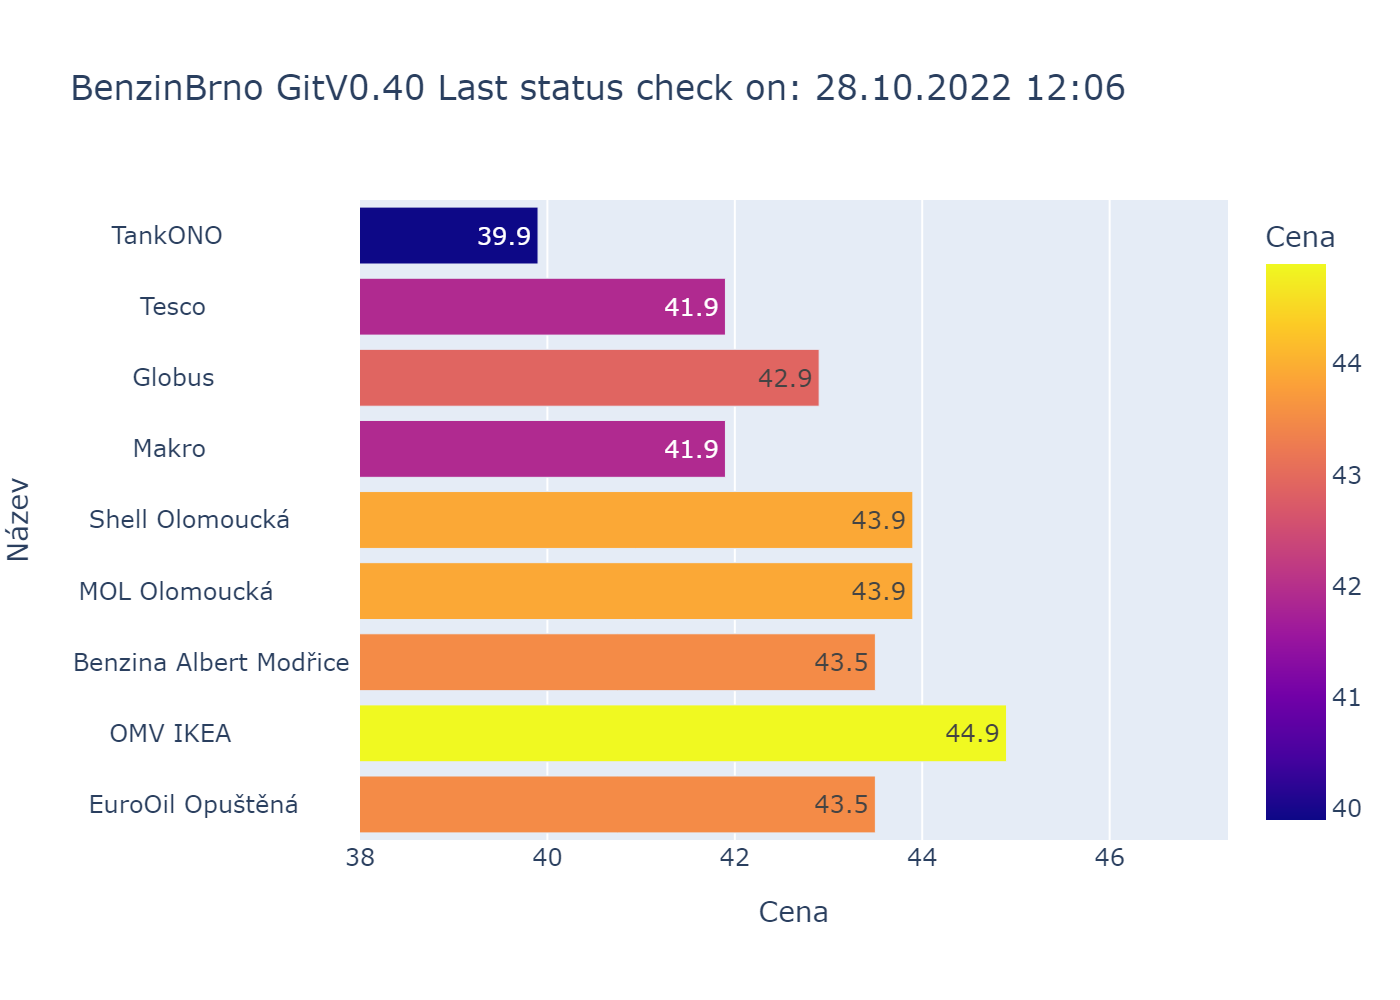 BenzinBrno GitV0.40 Last status check on: 28.10.2022 12:06
Název
TankONO
39.9
Tesco
41.9
Globus
42.9
Makro
41.9
Shell Olomoucká
43.9
MOL Olomoucká
43.9
Benzina Albert Modřice
43.5
OMV IKEA
44.9
EuroOil Opuštěná
43.5
38 40 42 44 46
Cena
Cena
44
43
42
41
40